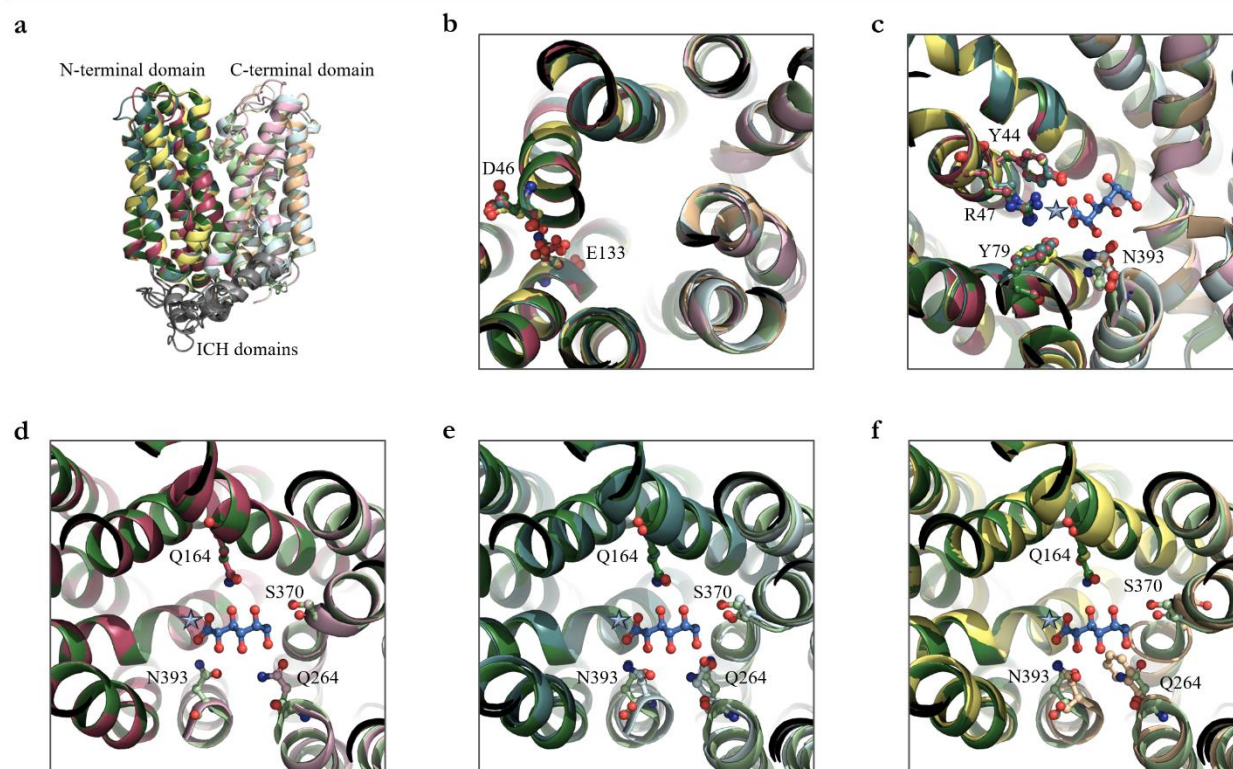 a
N-terminal domain C-terminal domain
ICH domains
b
D46
E133
c
Y44
R47
Y79
N393
d
Q164
S370
N393
Q264
e
Q164
S370
N393
Q264
f
Q164
S370
N393
Q264